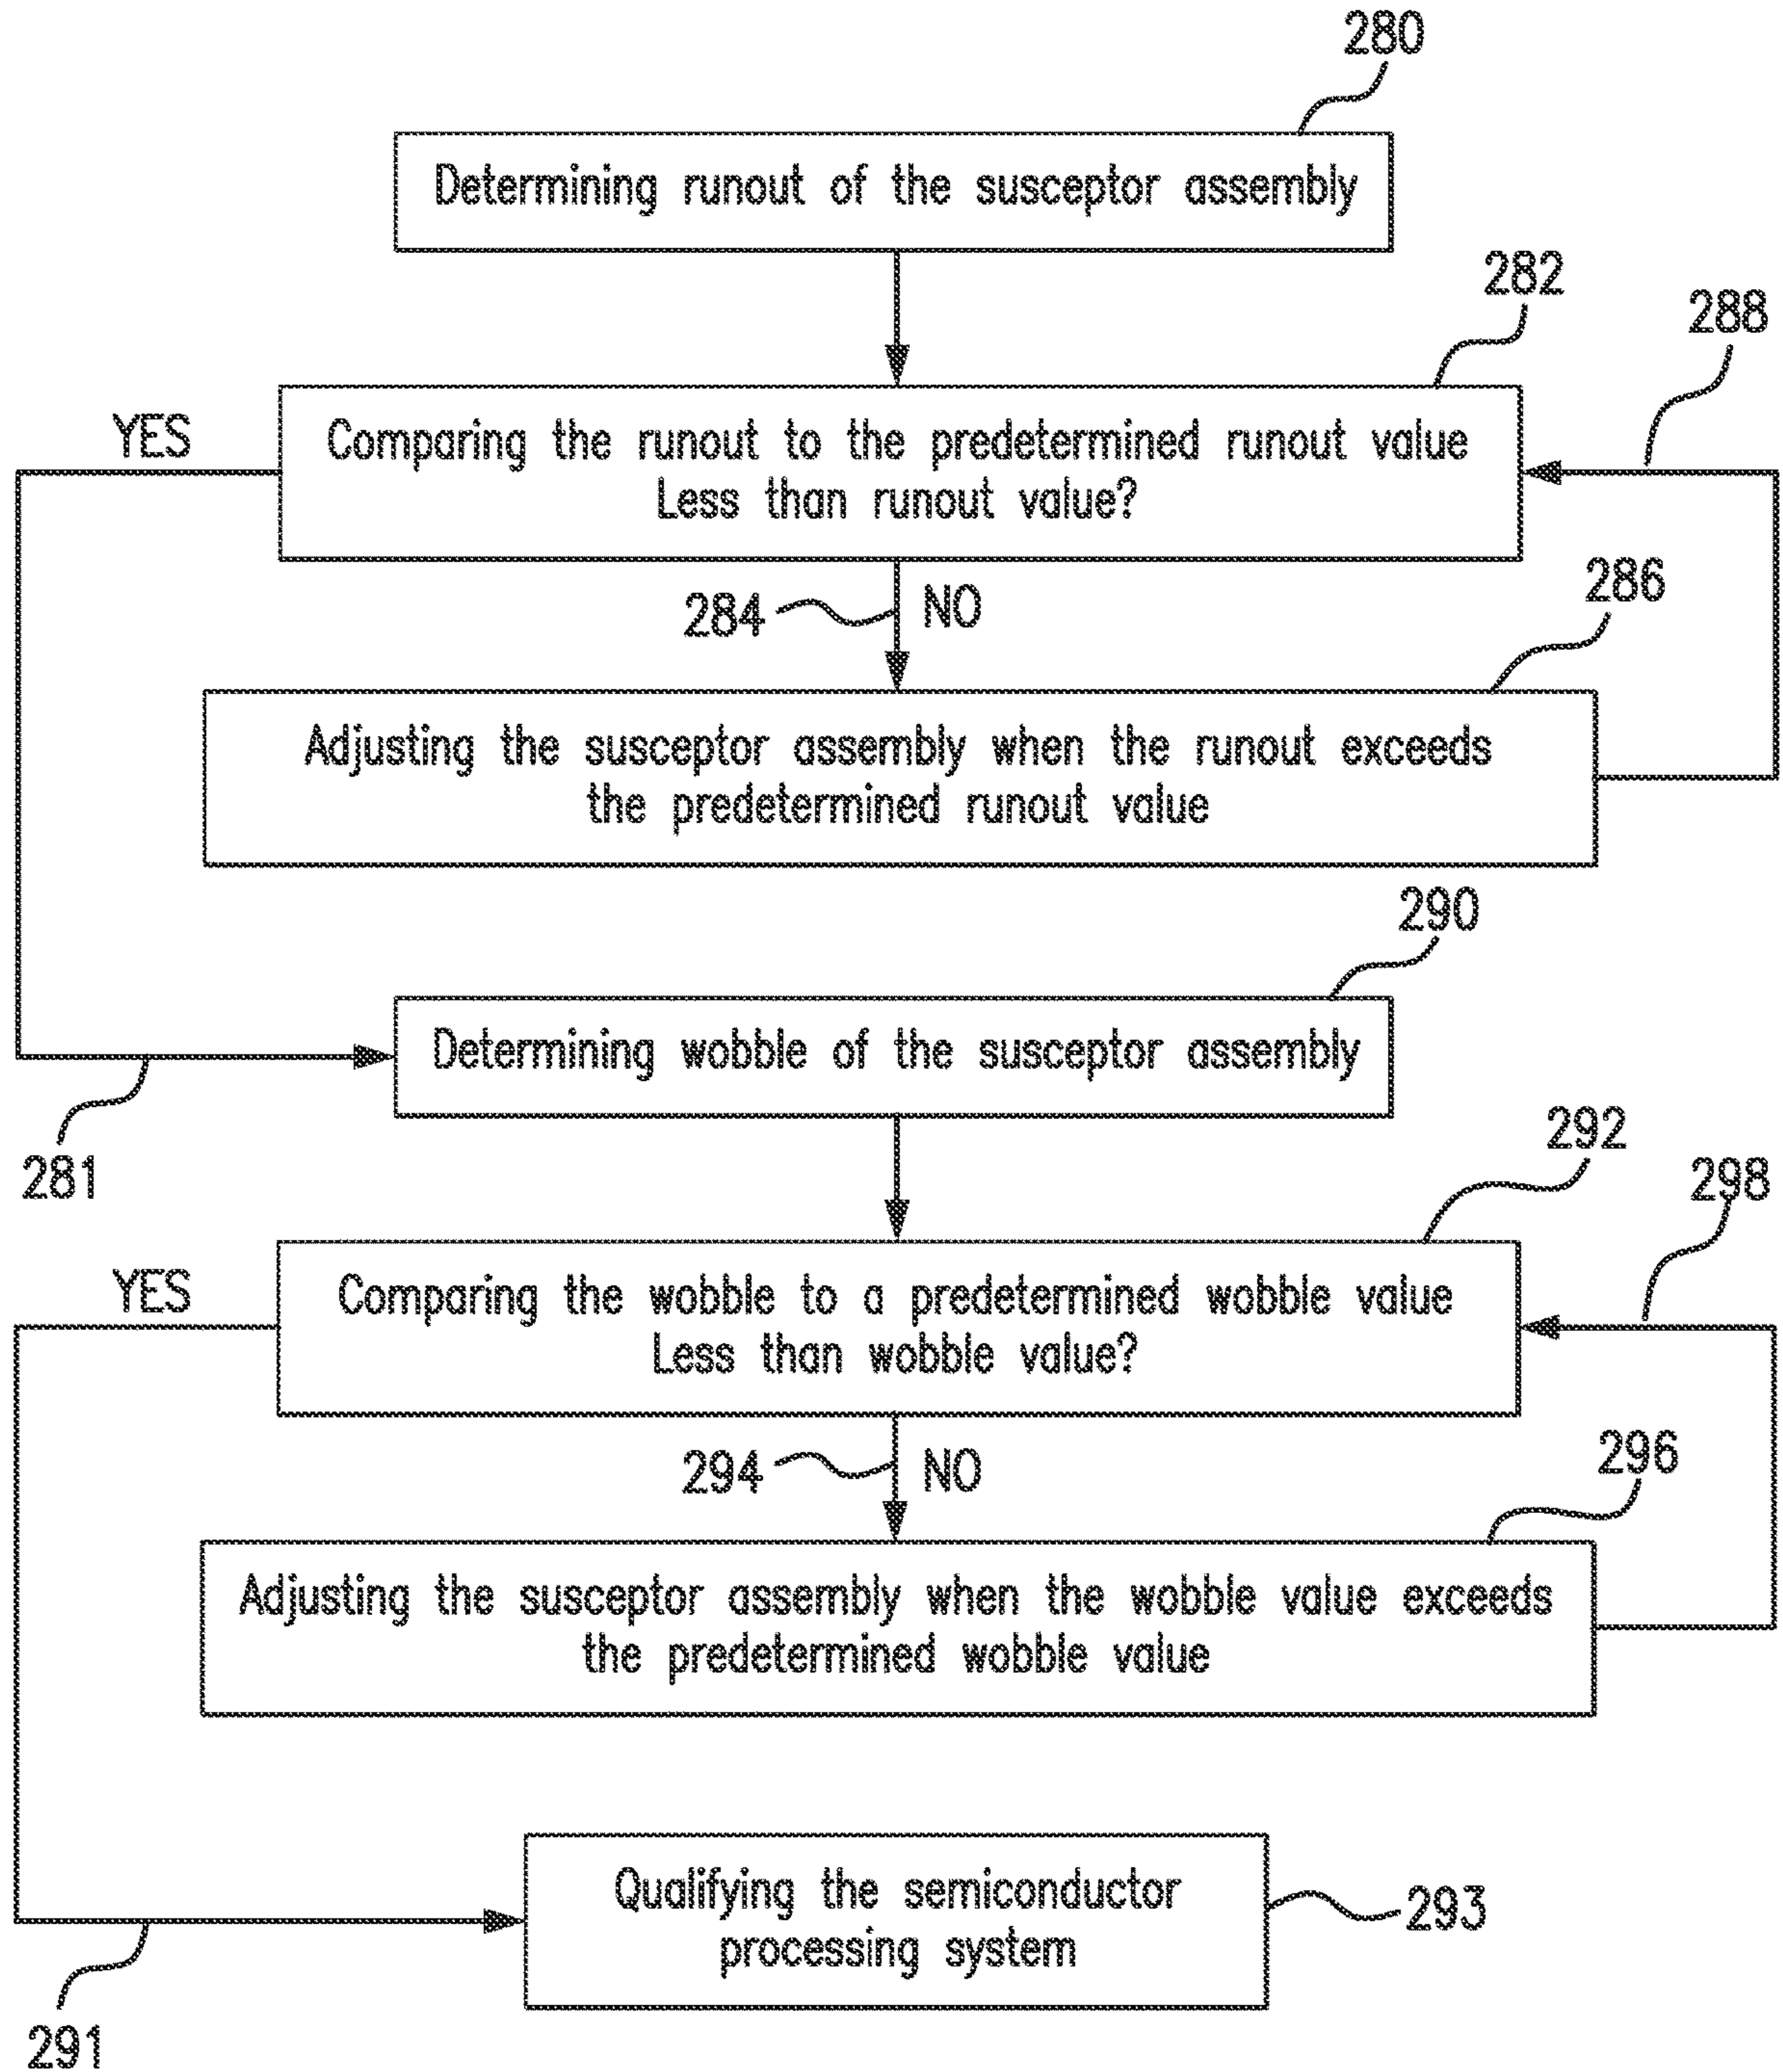 280
Determining runout of the susceptor assembly
282
288
YES
Comparing the runout to the predetermined runout value
Less than runout value?
284
NO
286
Adjusting the susceptor assembly when the runout exceeds
the predetermined runout value
290
Determining wobble of the susceptor assembly
281
292
298
YES
Comparing the wobble to a predetermined wobble value
Less than wobble value?
294
NO
296
Adjusting the susceptor assembly when the wobble value exceeds
the predetermined wobble value
Qualifying the semiconductor
processing system
293
291